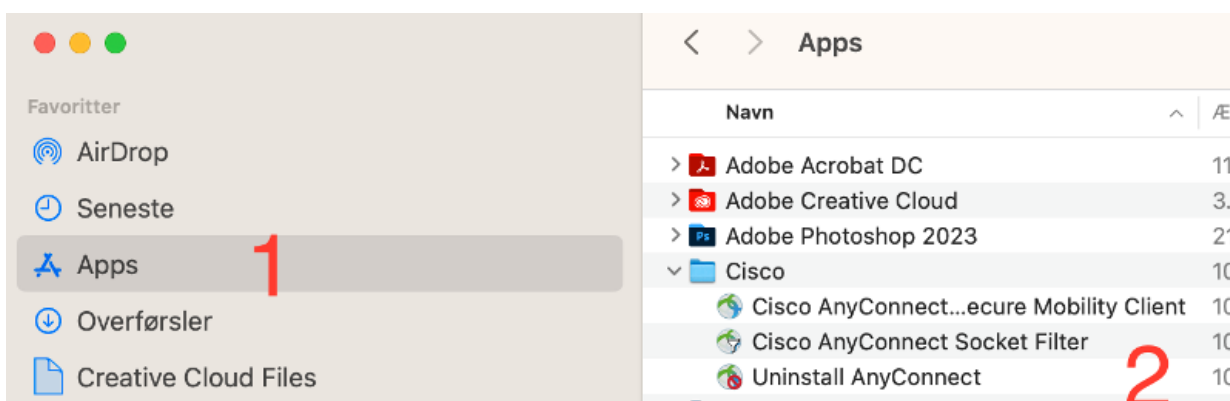 Favoritter
AirDrop
Seneste
Apps
1
Overførsler
Creative Cloud Files
Apps
Navn
Adobe Acrobat DC
Adobe Creative Cloud
Adobe Photoshop 2023
Cisco
Cisco AnyConnect...ecure Mobility Client
Cisco AnyConnect Socket Filter
Uninstall AnyConnect
2